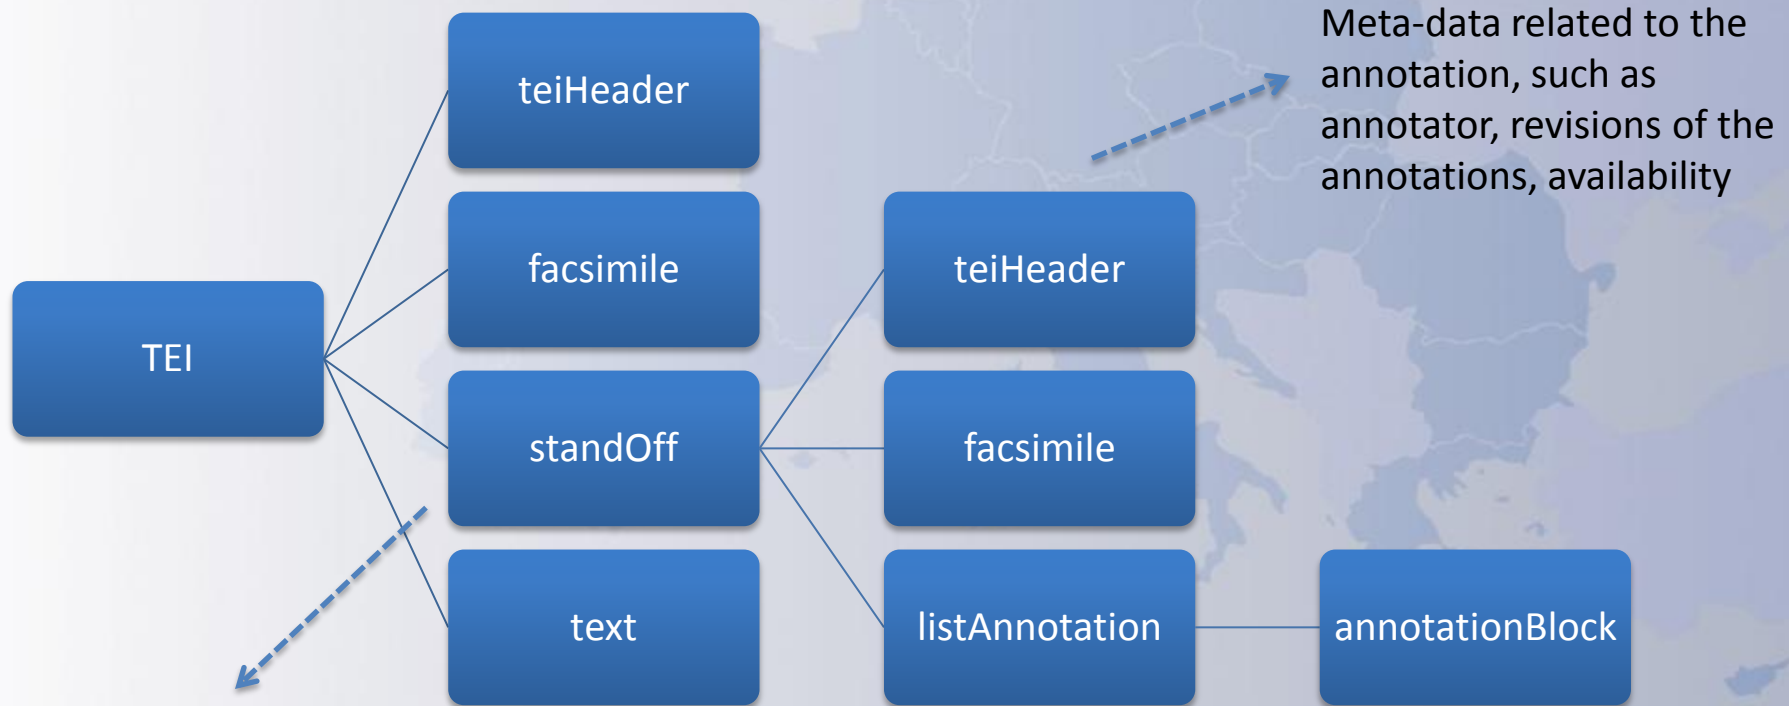 Meta-data related to the
annotation, such as
annotator, revisions of the
annotations, availability
teiHeader
facsimile
teiHeader
TEI
standOff
facsimile
text
listAnnotation
annotationBlock